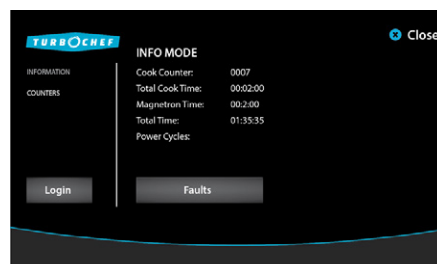 TURBOCHEF
Close
INFO MODE
INFORMATION
COUNTERS
Cook Counter: 0007
Total Cook Time: 00:02:00
Magnetron Time: 00:2:00
Total Time: 01:35:35
Power Cycles:
Login
Faults